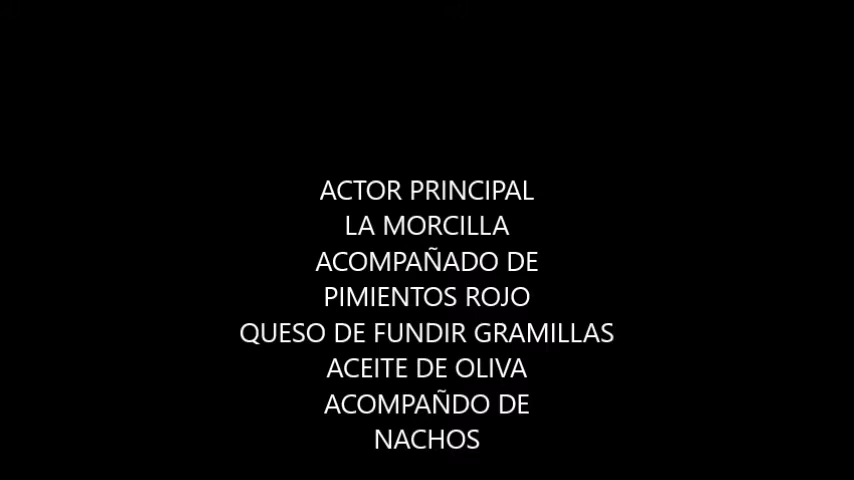 ACTOR PRINCIPAL
LA MORCILLA
ACOMPAÑADO DE
PIMIENTOS ROJO
QUESO DE FUNDIR GRAMILLAS
ACEITE DE OLIVA
ACOMPAÑDO DE
NACHOS